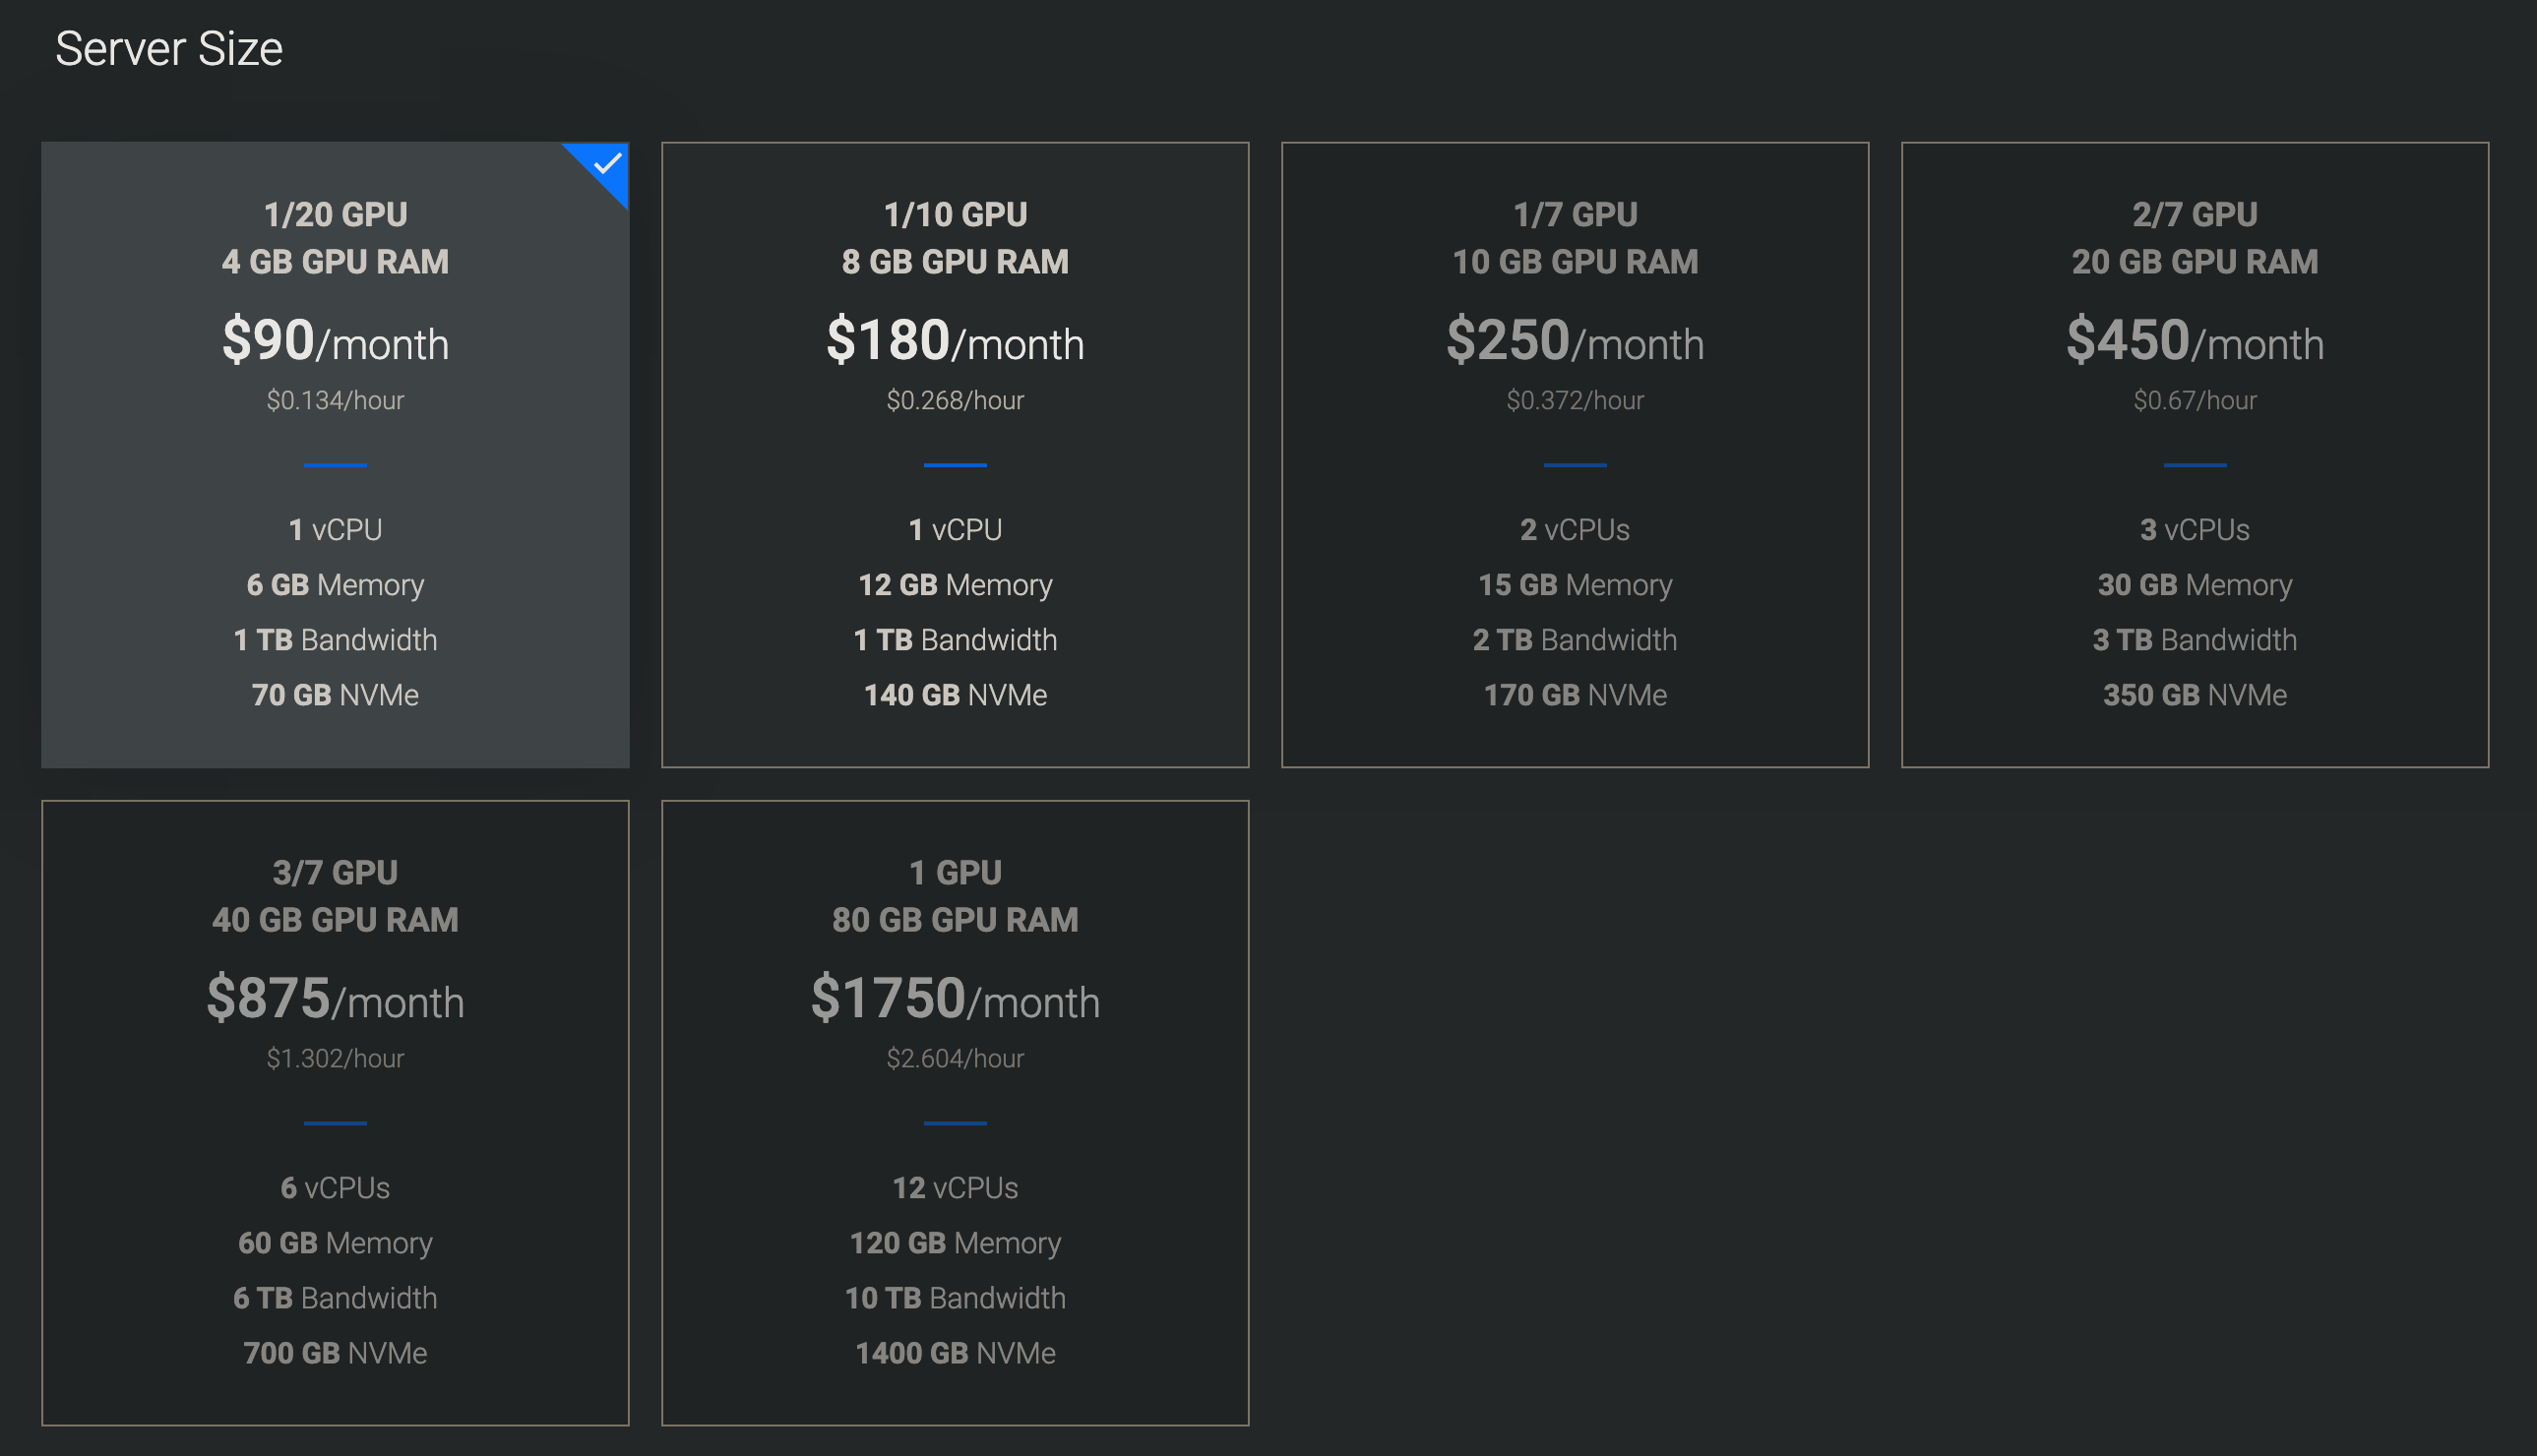 Server Size
1/20 GPU
4 GB GPU RAM
$90/month
$0.134/hour
1 vCPU
6 GB Memory
1 TB Bandwidth
70 GB NVMe
1/10 GPU
8 GB GPU RAM
$180/month
$0.268/hour
1 vCPU
12 GB Memory
1 TB Bandwidth
140 GB NVMe
1/7 GPU
10 GB GPU RAM
$250/month
$0.372/hour
2 vCPUs
15 GB Memory
2 TB Bandwidth
170 GB NVMe
2/7 GPU
20 GB GPU RAM
$450/month
$0.67/hour
3 vCPUs
30 GB Memory
3 TB Bandwidth
350 GB NVMe
3/7 GPU
40 GB GPU RAM
$875/month
$1.302/hour
6 vCPUs
60 GB Memory
6 TB Bandwidth
700 GB NVMe
1 GPU
80 GB GPU RAM
$1750/month
$2.604/hour
12 vCPUs
120 GB Memory
10 TB Bandwidth
1400 GB NVMe